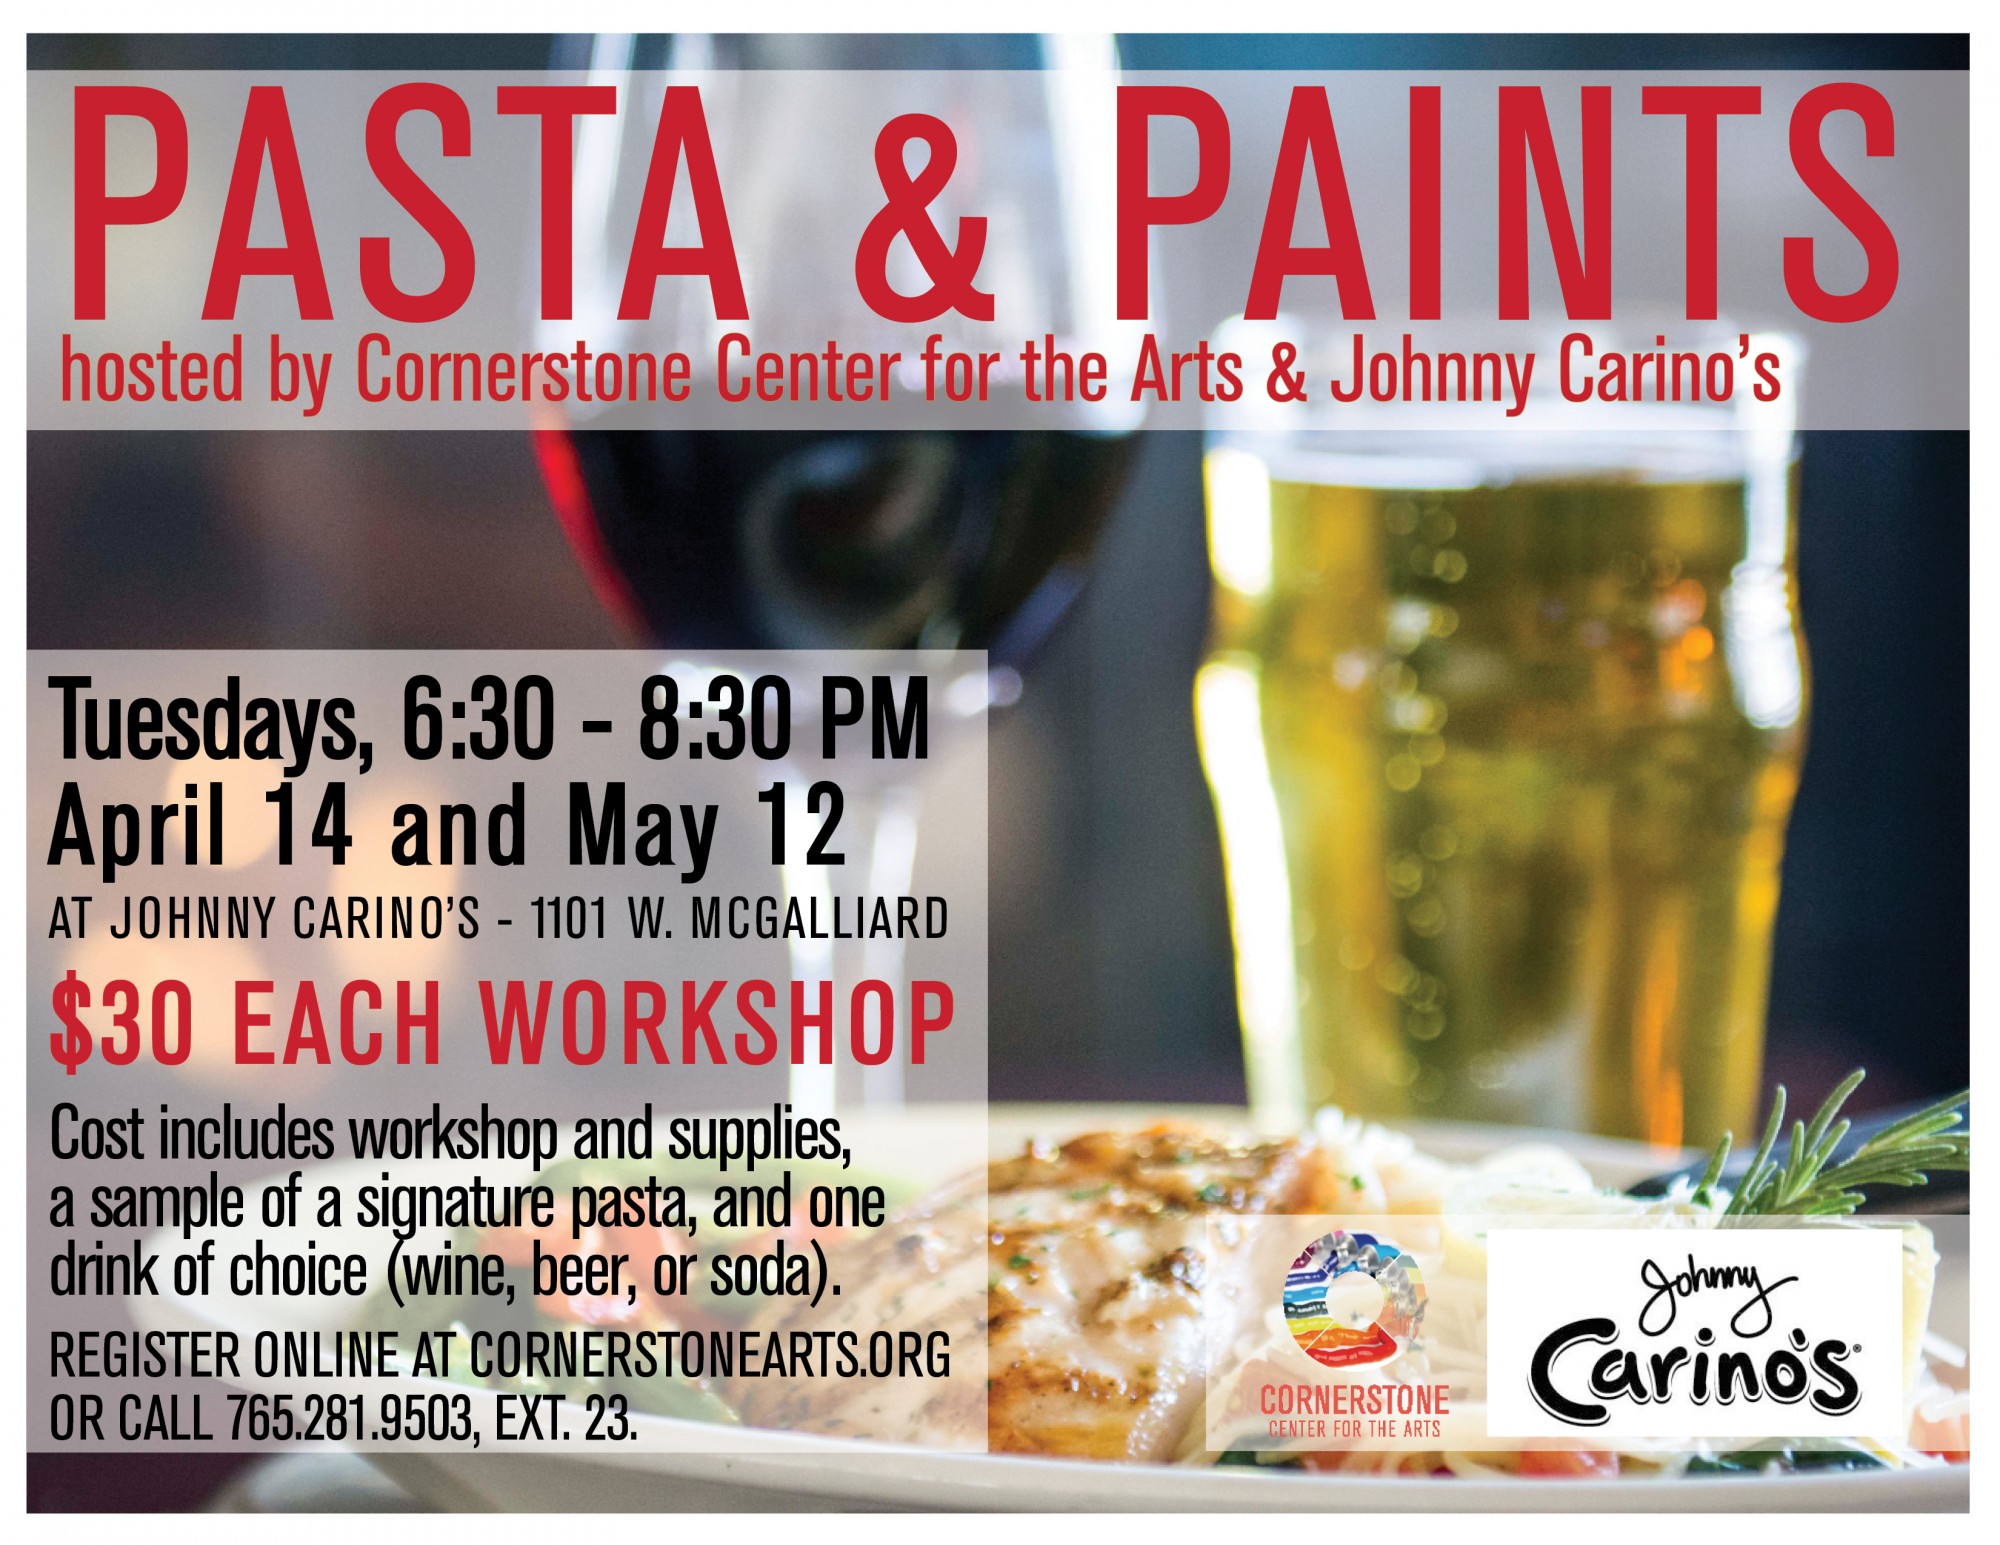 PASTA & PAINTS
hosted by Cornerstone Center for the Arts & Johnny Carino's
Tuesdays, 6:30 - 8:30 PM
April 14 and May 12
AT JOHNNY CARINO'S - 1101 W. MCGALLIARD
$30 EACH WORKSHOP
Cost includes workshop and supplies,
a sample of a signature pasta, and one
drink of choice (wine, beer, or soda).
REGISTER ONLINE AT CORNERSTONEARTS.ORG
OR CALL 765.281.9503, EXT. 23.
CORNERSTONE
CENTER FOR THE ARTS
Johnny
Carino's®